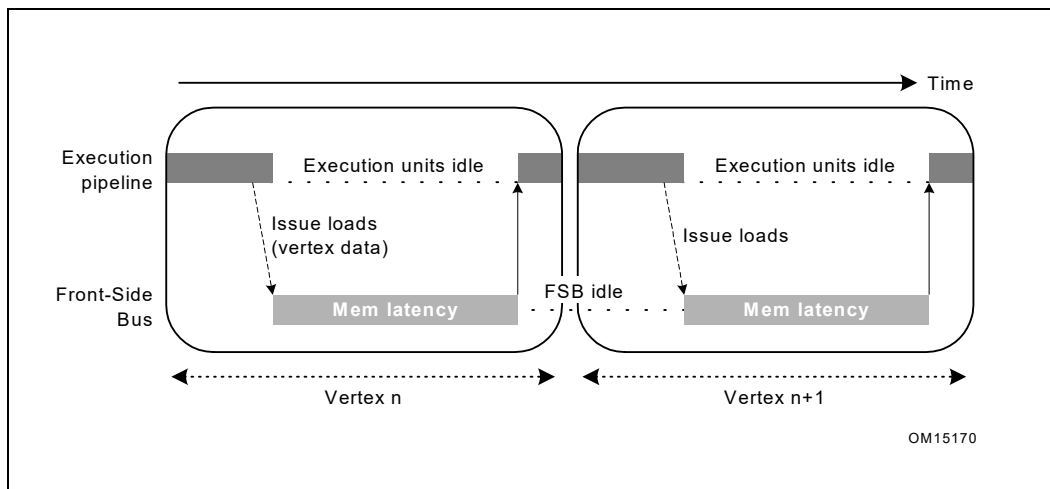 Time
Execution
pipeline
Execution units idle
Execution units idle
Issue loads
(vertex data)
Issue loads
Front-Side
Bus
Mem latency
FSB idle
Mem latency
Vertex n
Vertex n+1
OM15170